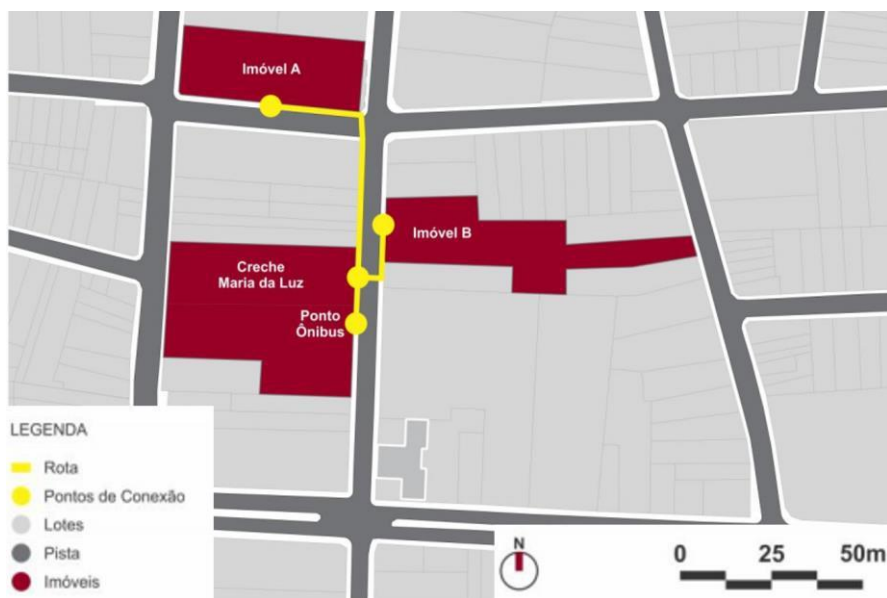 Imóvel A
Imóvel B
Creche
Maria da Luz
Ponto
Ônibus
LEGENDA
Rota
Pontos de Conexão
Lotes
Pista
Imóveis
N
0 25 50m